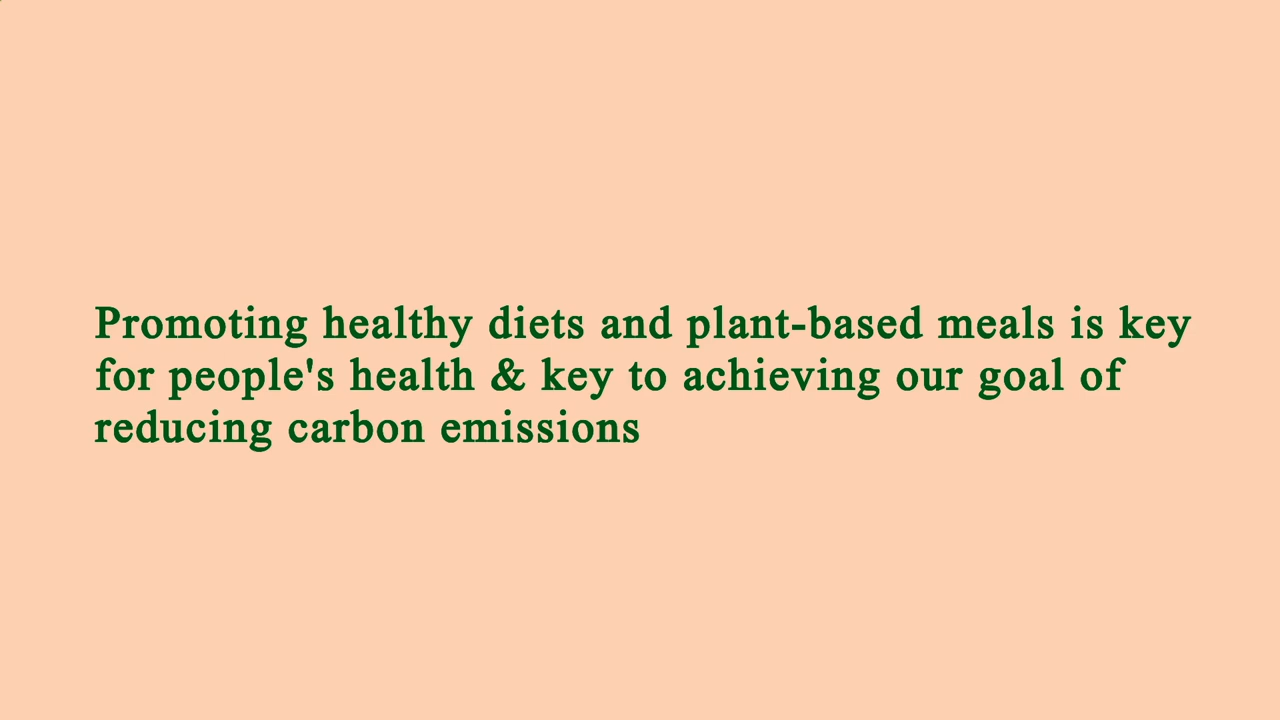 Promoting healthy diets and plant-based meals is key
for people's health & key to achieving our goal of
reducing carbon emissions